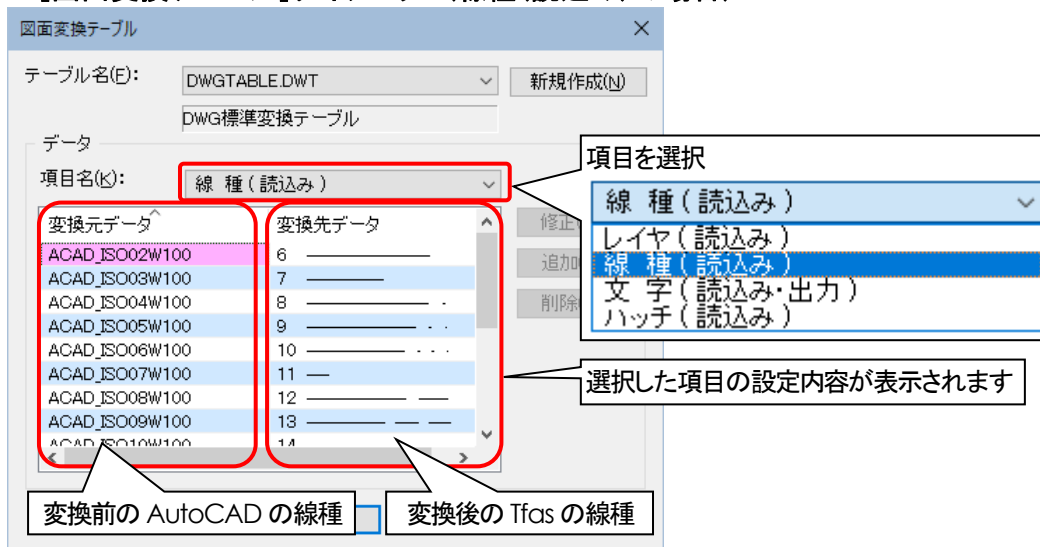 図面変換テーブル
テーブル名(F): DWGTABLE.DWT 新規作成(N)
DWG標準変換テーブル
データ
項目名(K): 線 種(読込み)
変換元データ 変換先データ
ACAD_ISO02W100 6
ACAD_ISO03W100 7
ACAD_ISO04W100 8
ACAD_ISO05W100 9
ACAD_ISO06W100 10
ACAD_ISO07W100 11
ACAD_ISO08W100 12
ACAD_ISO09W100 13
ACAD_ISO10W100 14
修正
追加
削除
項目を選択
線 種(読込み)
レイヤ(読込み)
線 種(読込み)
文 字(読込み・出力)
ハッチ(読込み)
選択した項目の設定内容が表示されます
変換前の AutoCAD の線種
変換後の Tfas の線種